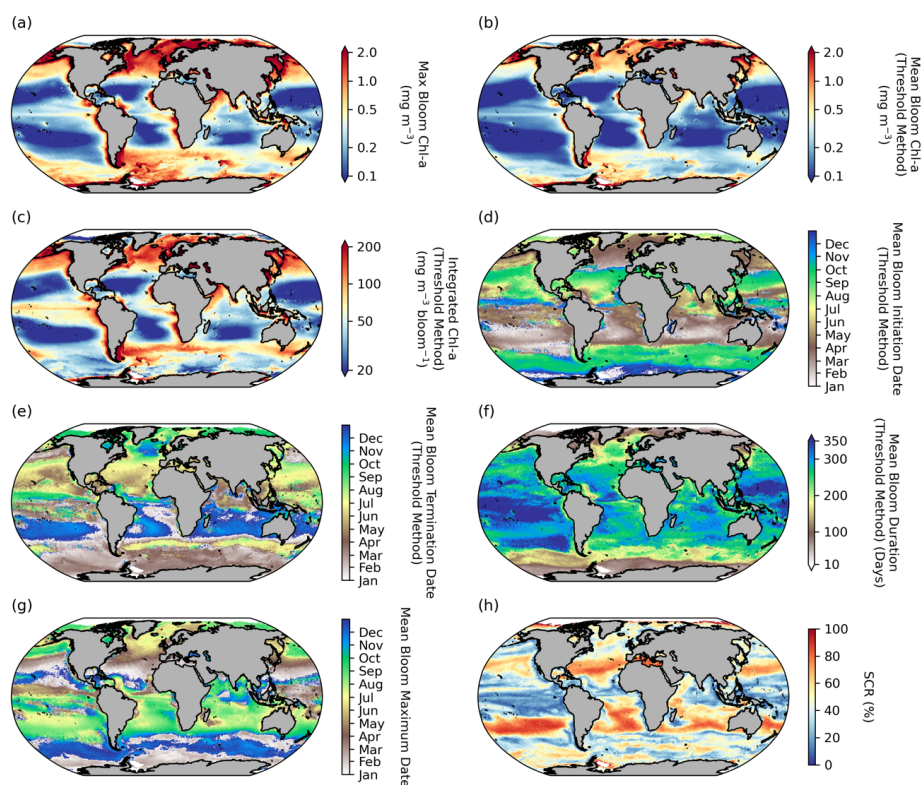 (a)
2.0
1.0
0.5
0.2
0.1
Max Bloom Chl-a
(mg m⁻³)
(b)
2.0
1.0
0.5
0.2
0.1
Mean Bloom Chl-a
(Threshold Method)
(mg m⁻³)
(c)
200
100
50
20
Integrated Chl-a
(Threshold Method)
(mg m⁻³ bloom⁻¹)
(d)
Dec
Nov
Oct
Sep
Aug
Jul
Jun
May
Apr
Mar
Feb
Jan
Mean Bloom Initiation Date
(Threshold Method)
(e)
Dec
Nov
Oct
Sep
Aug
Jul
Jun
May
Apr
Mar
Feb
Jan
Mean Bloom Termination Date
(Threshold Method)
(f)
350
300
200
100
10
Mean Bloom Duration
(Threshold Method) (Days)
(g)
Dec
Nov
Oct
Sep
Aug
Jul
Jun
May
Apr
Mar
Feb
Jan
Mean Bloom Maximum Date
(h)
100
80
60
40
20
0
SCR (%)